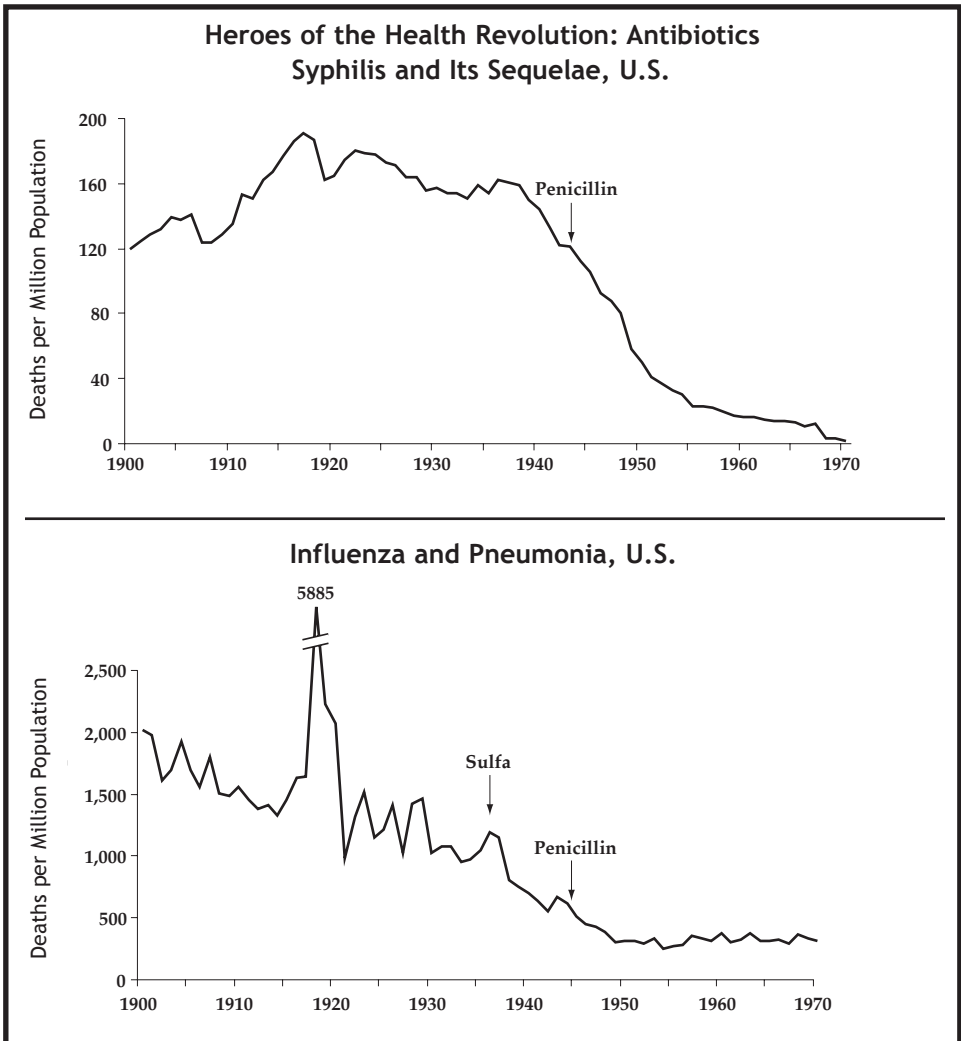 Heroes of the Health Revolution: Antibiotics
Syphilis and Its Sequelae, U.S.
Deaths per Million Population
200
160
120
80
40
0
Penicillin
1900 1910 1920 1930 1940 1950 1960 1970
Influenza and Pneumonia, U.S.
5885
Deaths per Million Population
2,500
2,000
1,500
1,000
500
0
Sulfa
Penicillin
1900 1910 1920 1930 1940 1950 1960 1970